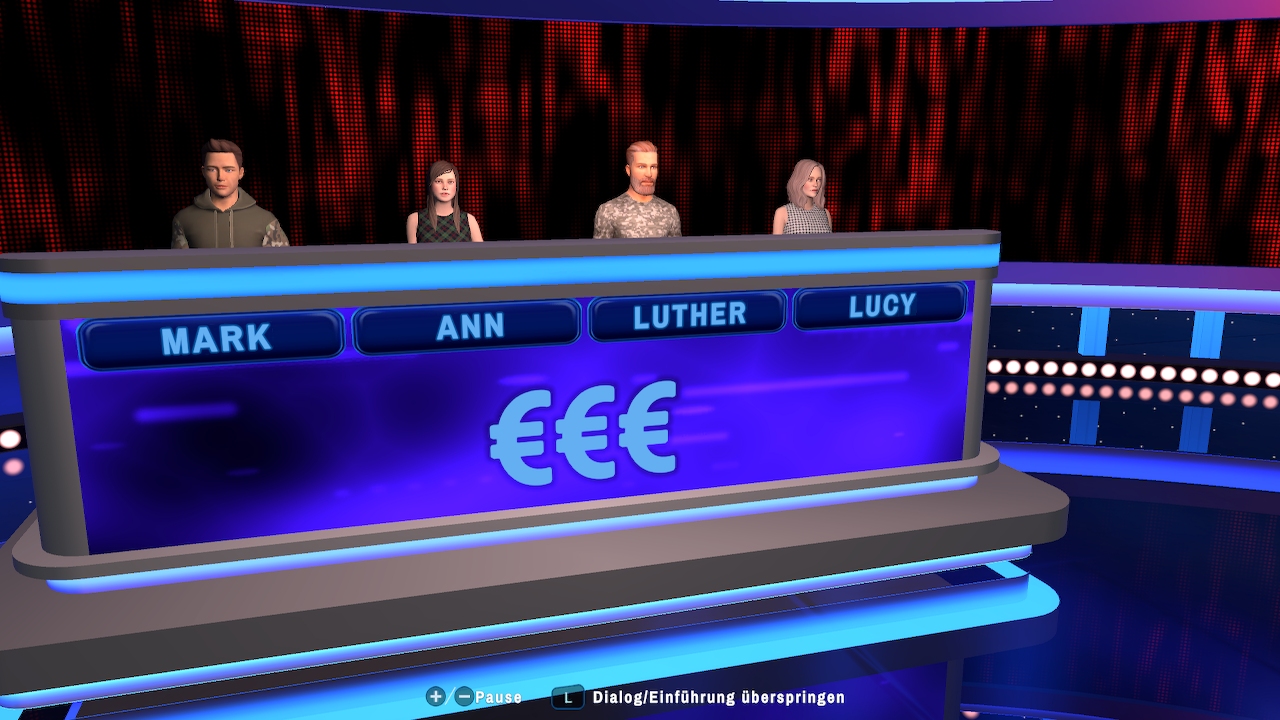 MARK ANN LUTHER LUCY
€€€
+/- Pause L Dialog/Einführung überspringen